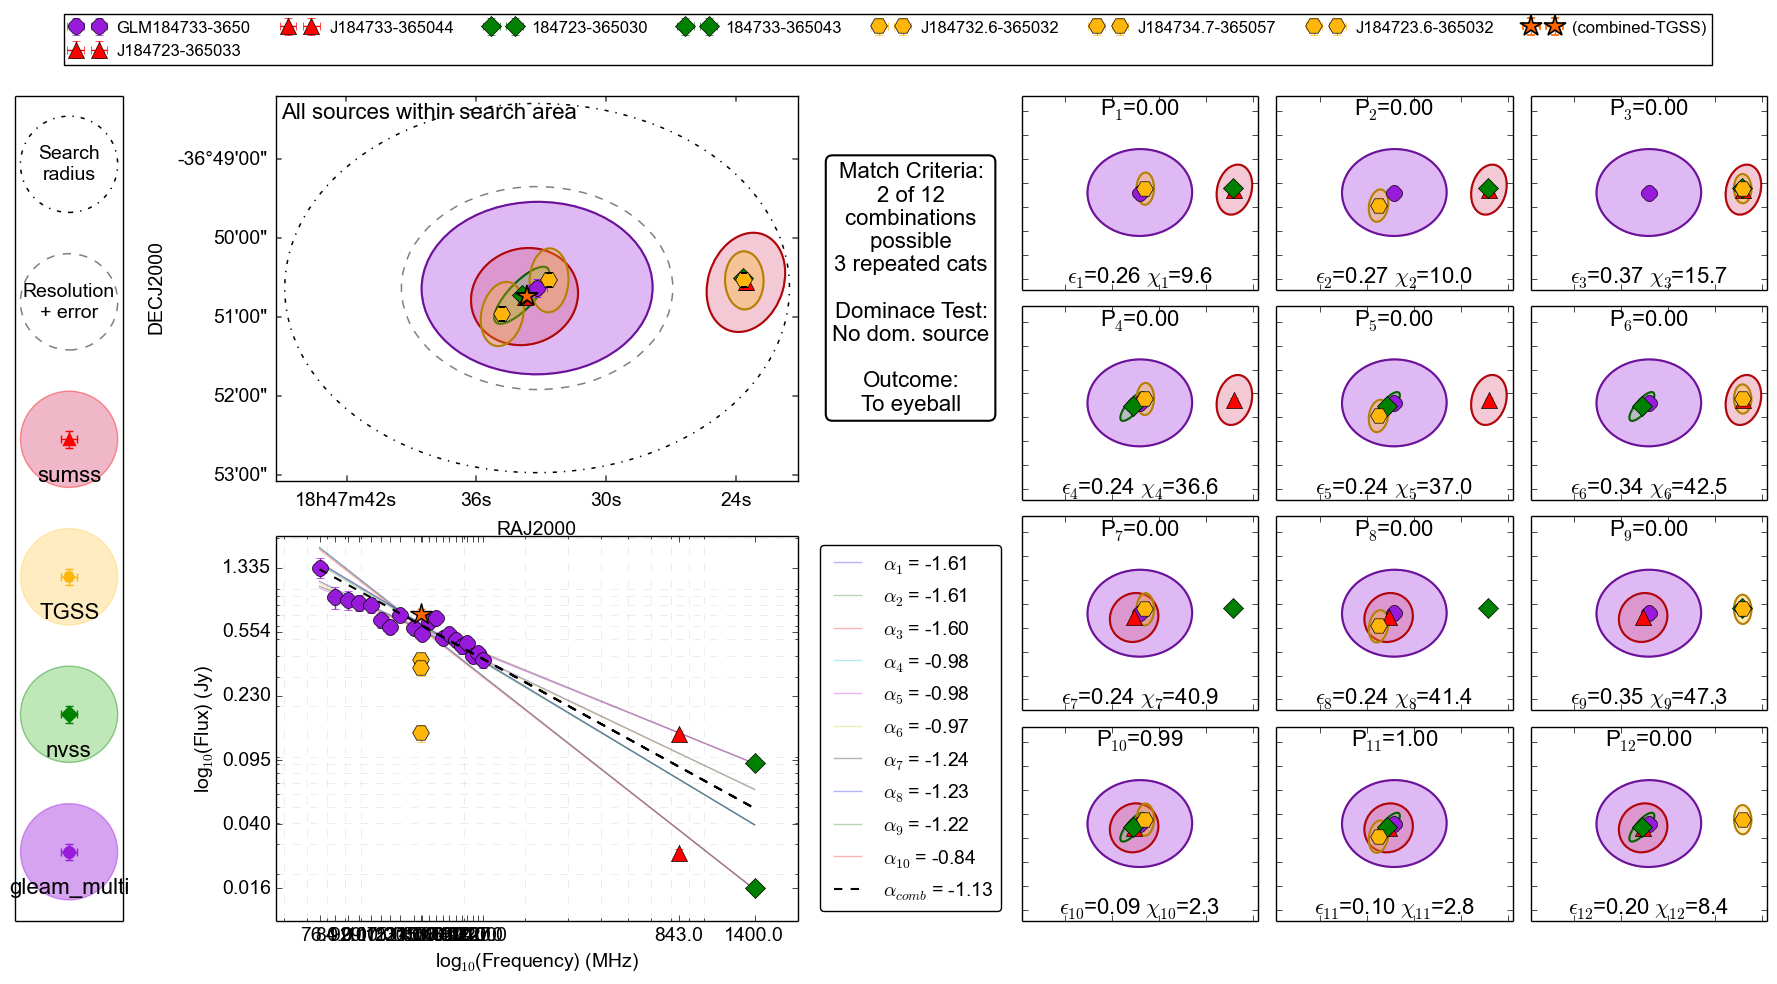 GLM184733-3650 J184733-365044 184723-365030 184733-365043 J184732.6-365032 J184734.7-365057 J184723.6-365032 (combined-TGSS)
J184723-365033
Search
radius
Resolution
+ error
sumss
TGSS
nvss
gleam_multi
All sources within search area
DECJ2000
-36°49'00"
50'00"
51'00"
52'00"
53'00"
18h47m42s 36s 30s 24s
RAJ2000
Match Criteria:
2 of 12
combinations
possible
3 repeated cats
Dominace Test:
No dom. source
Outcome:
To eyeball
log10(Flux) (Jy)
1.335
0.554
0.230
0.095
0.040
0.016
843.0 1400.0
log10(Frequency) (MHz)
α1 = -1.61
α2 = -1.61
α3 = -1.60
α4 = -0.98
α5 = -0.98
α6 = -0.97
α7 = -1.24
α8 = -1.23
α9 = -1.22
α10 = -0.84
αcomb = -1.13
P1=0.00 P2=0.00 P3=0.00
ϵ1=0.26 χ1=9.6 ϵ2=0.27 χ2=10.0 ϵ3=0.37 χ3=15.7
P4=0.00 P5=0.00 P6=0.00
ϵ4=0.24 χ4=36.6 ϵ5=0.24 χ5=37.0 ϵ6=0.34 χ6=42.5
P7=0.00 P8=0.00 P9=0.00
ϵ7=0.24 χ7=40.9 ϵ8=0.24 χ8=41.4 ϵ9=0.35 χ9=47.3
P10=0.99 P11=1.00 P12=0.00
ϵ10=0.09 χ10=2.3 ϵ11=0.10 χ11=2.8 ϵ12=0.20 χ12=8.4